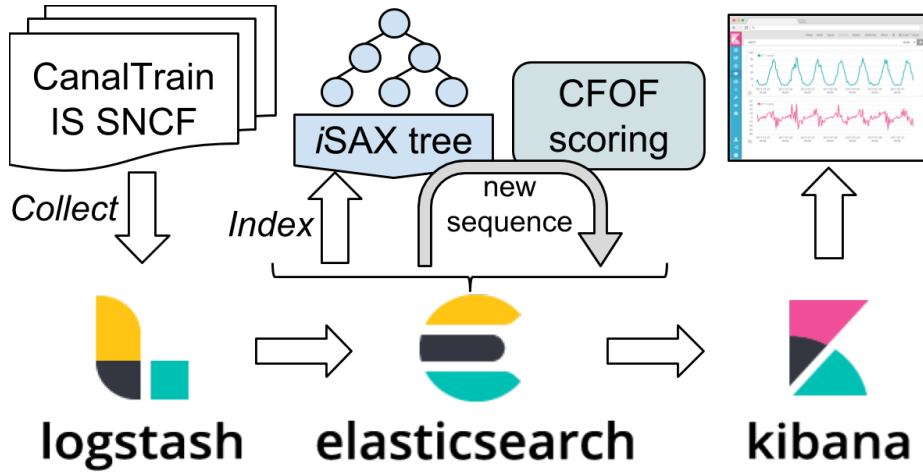 CanalTrain
IS SNCF
iSAX tree
CFOF
scoring
Collect
Index
new
sequence
logstash
elasticsearch
kibana